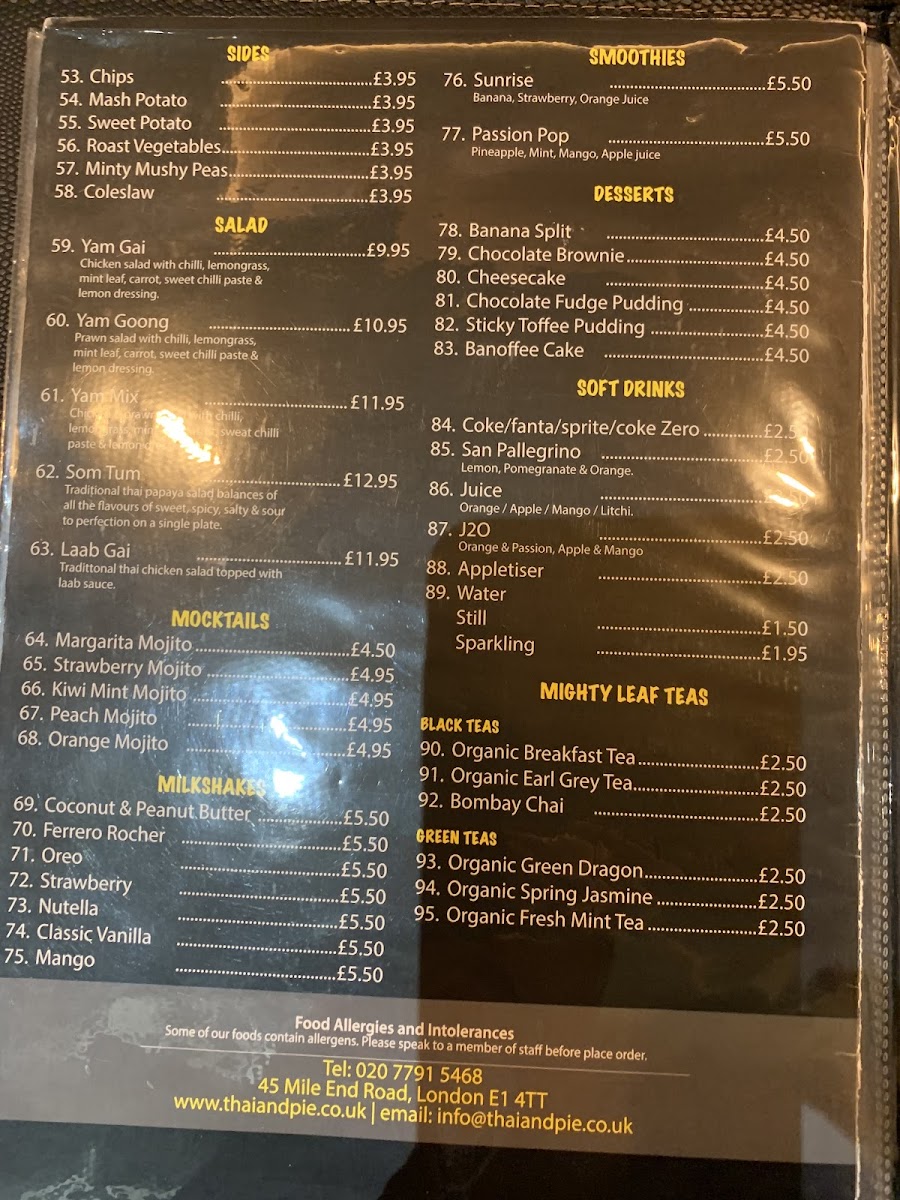 SIDES
53. Chips ........ £3.95
54. Mash Potato ........ £3.95
55. Sweet Potato ........ £3.95
56. Roast Vegetables ........ £3.95
57. Minty Mushy Peas ........ £3.95
58. Coleslaw ........ £3.95
SALAD
59. Yam Gai ........ £9.95
Chicken salad with chilli, lemongrass,
mint leaf, carrot, sweet chilli paste &
lemon dressing.
60. Yam Goong ........ £10.95
Prawn salad with chilli, lemongrass,
mint leaf, carrot, sweet chilli paste &
lemon dressing.
61. Yam Mix ........ £11.95
with chilli,
sweat chilli
paste &
62. Som Tum ........ £12.95
Traditional thai papaya salad balances of
all the flavours of sweet, spicy, salty & sour
to perfection on a single plate.
63. Laab Gai ........ £11.95
Tradittonal thai chicken salad topped with
laab sauce.
MOCKTAILS
64. Margarita Mojito ........ £4.50
65. Strawberry Mojito ........ £4.95
66. Kiwi Mint Mojito ........ £4.95
67. Peach Mojito ........ £4.95
68. Orange Mojito ........ £4.95
MILKSHAKES
69. Coconut & Peanut Butter ........ £5.50
70. Ferrero Rocher ........ £5.50
71. Oreo ........ £5.50
72. Strawberry ........ £5.50
73. Nutella ........ £5.50
74. Classic Vanilla ........ £5.50
75. Mango ........ £5.50
SMOOTHIES
76. Sunrise ........ £5.50
Banana, Strawberry, Orange Juice
77. Passion Pop ........ £5.50
Pineapple, Mint, Mango, Apple juice
DESSERTS
78. Banana Split ........ £4.50
79. Chocolate Brownie ........ £4.50
80. Cheesecake ........ £4.50
81. Chocolate Fudge Pudding ........ £4.50
82. Sticky Toffee Pudding ........ £4.50
83. Banoffee Cake ........ £4.50
SOFT DRINKS
84. Coke/fanta/sprite/coke Zero ........ £2.50
85. San Pallegrino ........ £2.50
Lemon, Pomegranate & Orange.
86. Juice ........
Orange / Apple / Mango / Litchi.
87. J2O ........ £2.50
Orange & Passion, Apple & Mango
88. Appletiser ........ £2.50
89. Water
Still ........ £1.50
Sparkling ........ £1.95
MIGHTY LEAF TEAS
BLACK TEAS
90. Organic Breakfast Tea ........ £2.50
91. Organic Earl Grey Tea ........ £2.50
92. Bombay Chai ........ £2.50
GREEN TEAS
93. Organic Green Dragon ........ £2.50
94. Organic Spring Jasmine ........ £2.50
95. Organic Fresh Mint Tea ........ £2.50
Food Allergies and Intolerances
Some of our foods contain allergens. Please speak to a member of staff before place order.
Tel: 020 7791 5468
45 Mile End Road, London E1 4TT
www.thaiandpie.co.uk | email: info@thaiandpie.co.uk